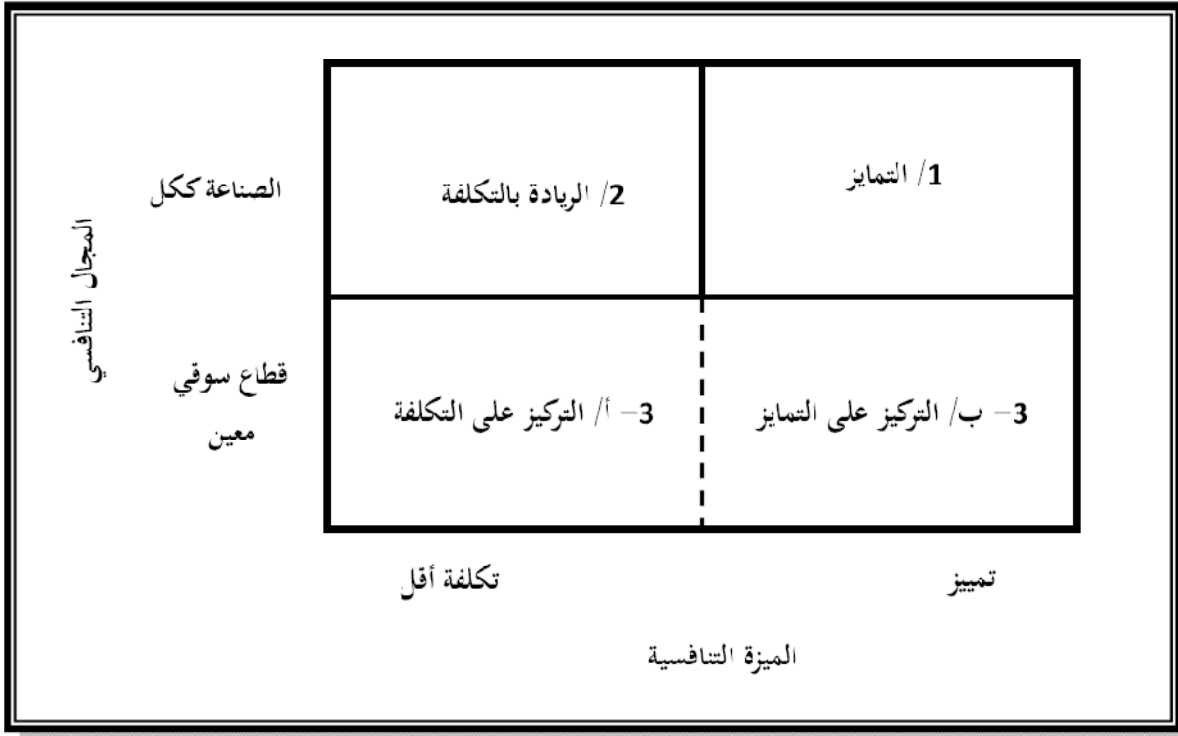 1/ التمايز
2/ الريادة بالتكلفة
الصناعة ككل
المجال التنافسي
قطاع سوقي
معين
3– ب/ التركيز على التمايز
3– أ/ التركيز على التكلفة
تمييز
تكلفة أقل
الميزة التنافسية